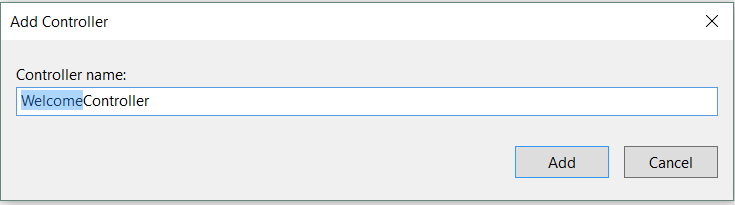 Add Controller
Controller name:
WelcomeController
Add Cancel